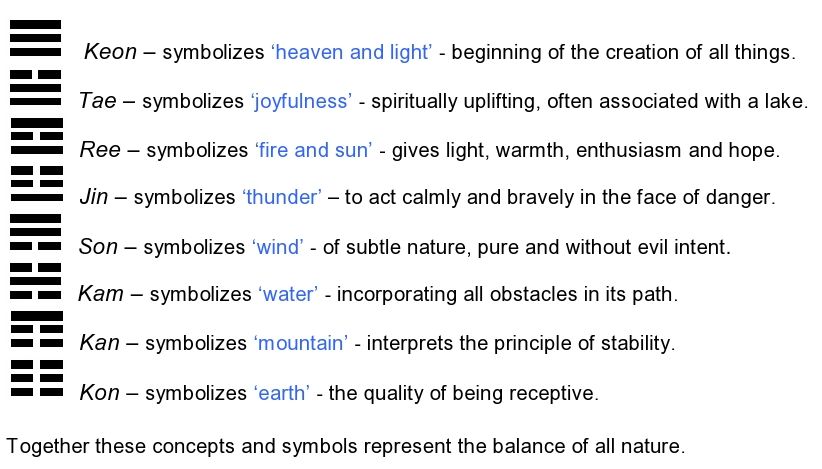 Keon – symbolizes ‘heaven and light’ - beginning of the creation of all things.
Tae – symbolizes ‘joyfulness’ - spiritually uplifting, often associated with a lake.
Ree – symbolizes ‘fire and sun’ - gives light, warmth, enthusiasm and hope.
Jin – symbolizes ‘thunder’ – to act calmly and bravely in the face of danger.
Son – symbolizes ‘wind’ - of subtle nature, pure and without evil intent.
Kam – symbolizes ‘water’ - incorporating all obstacles in its path.
Kan – symbolizes ‘mountain’ - interprets the principle of stability.
Kon – symbolizes ‘earth’ - the quality of being receptive.
Together these concepts and symbols represent the balance of all nature.